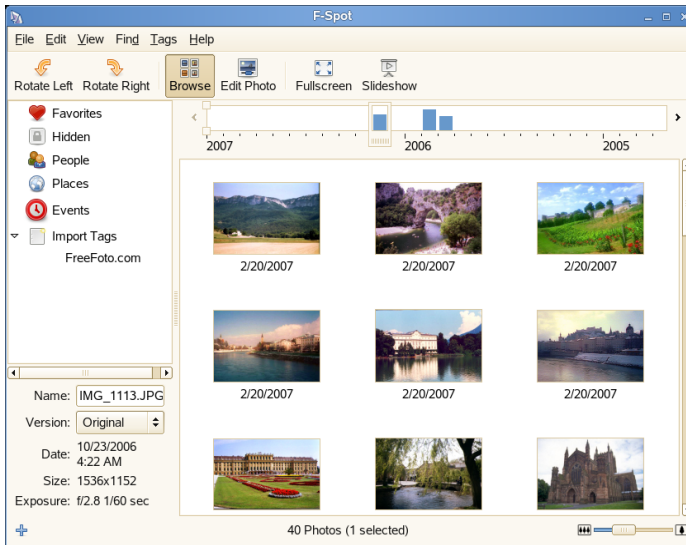 F-Spot
File Edit View Find Tags Help
Rotate Left Rotate Right Browse Edit Photo Fullscreen Slideshow
Favorites
Hidden
People
Places
Events
Import Tags
FreeFoto.com
2007 2006 2005
2/20/2007 2/20/2007 2/20/2007
2/20/2007 2/20/2007 2/20/2007
Name: IMG_1113.JPG
Version: Original
Date: 10/23/2006
4:22 AM
Size: 1536x1152
Exposure: f/2.8 1/60 sec
40 Photos (1 selected)